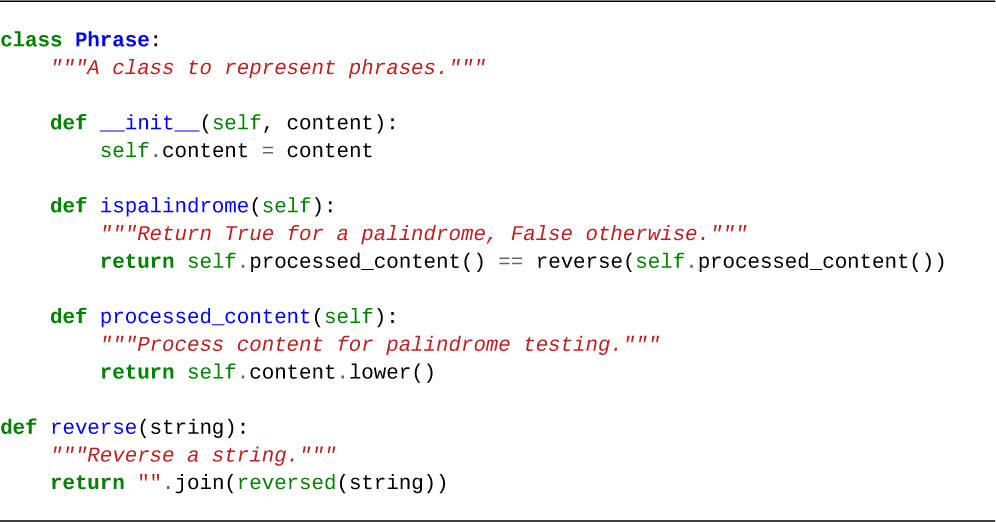 class Phrase:
    """A class to represent phrases."""

    def __init__(self, content):
        self.content = content

    def ispalindrome(self):
        """Return True for a palindrome, False otherwise."""
        return self.processed_content() == reverse(self.processed_content())

    def processed_content(self):
        """Process content for palindrome testing."""
        return self.content.lower()

def reverse(string):
    """Reverse a string."""
    return "".join(reversed(string))